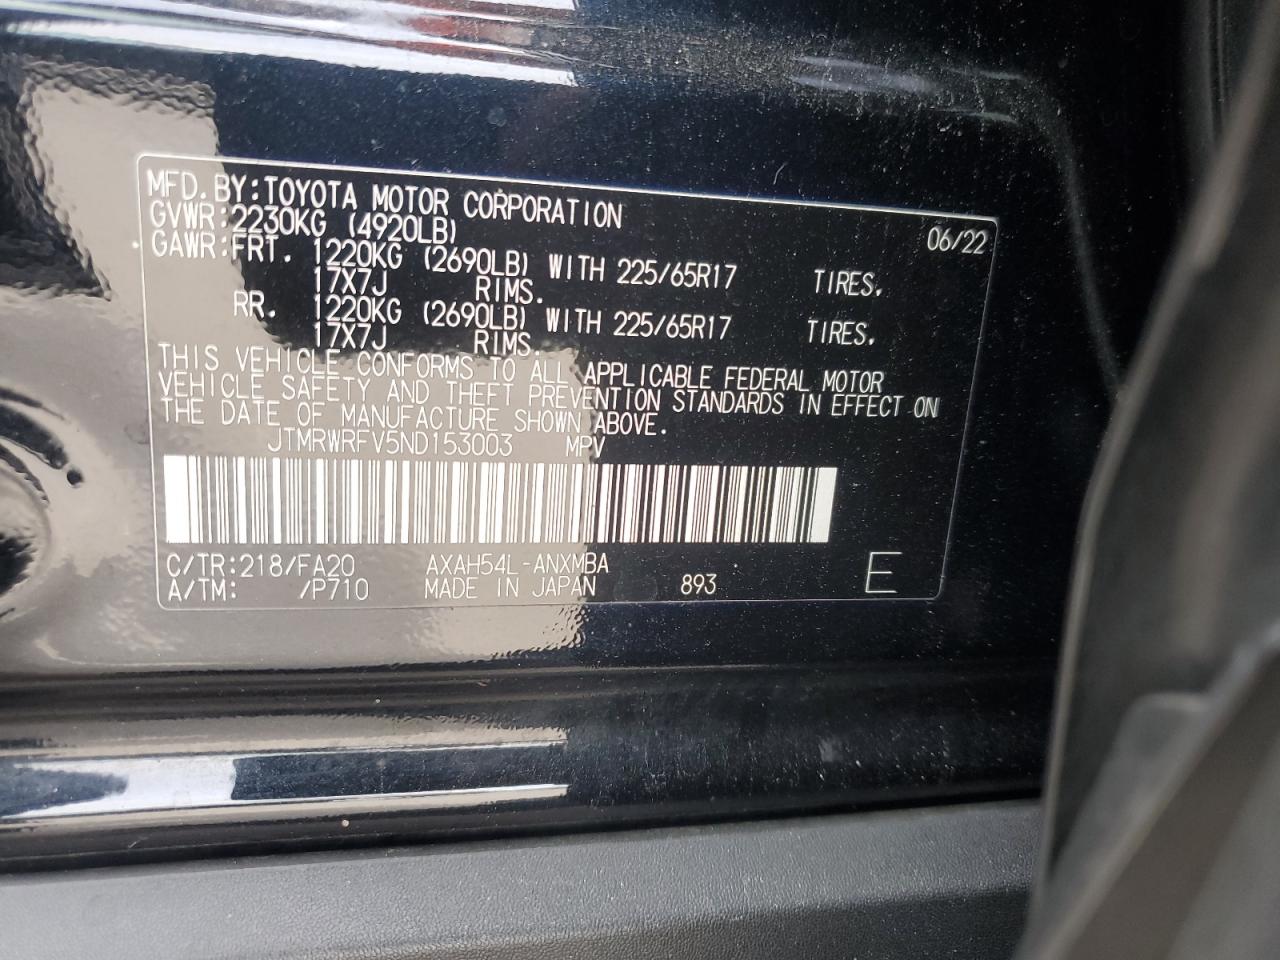 MFD.BY:TOYOTA MOTOR CORPORATION 06/22
GVWR:2230KG (4920LB)
GAWR:FRT. 1220KG (2690LB) WITH 225/65R17 TIRES.
17X7J RIMS.
RR. 1220KG (2690LB) WITH 225/65R17 TIRES.
17X7J RIMS.
THIS VEHICLE CONFORMS TO ALL APPLICABLE FEDERAL MOTOR
VEHICLE SAFETY AND THEFT PREVENTION STANDARDS IN EFFECT ON
THE DATE OF MANUFACTURE SHOWN ABOVE.
JTMRWRFV5ND153003 MPV
C/TR:218/FA20 AXAH54L-ANXMBA
A/TM: /P710 MADE IN JAPAN 893 E